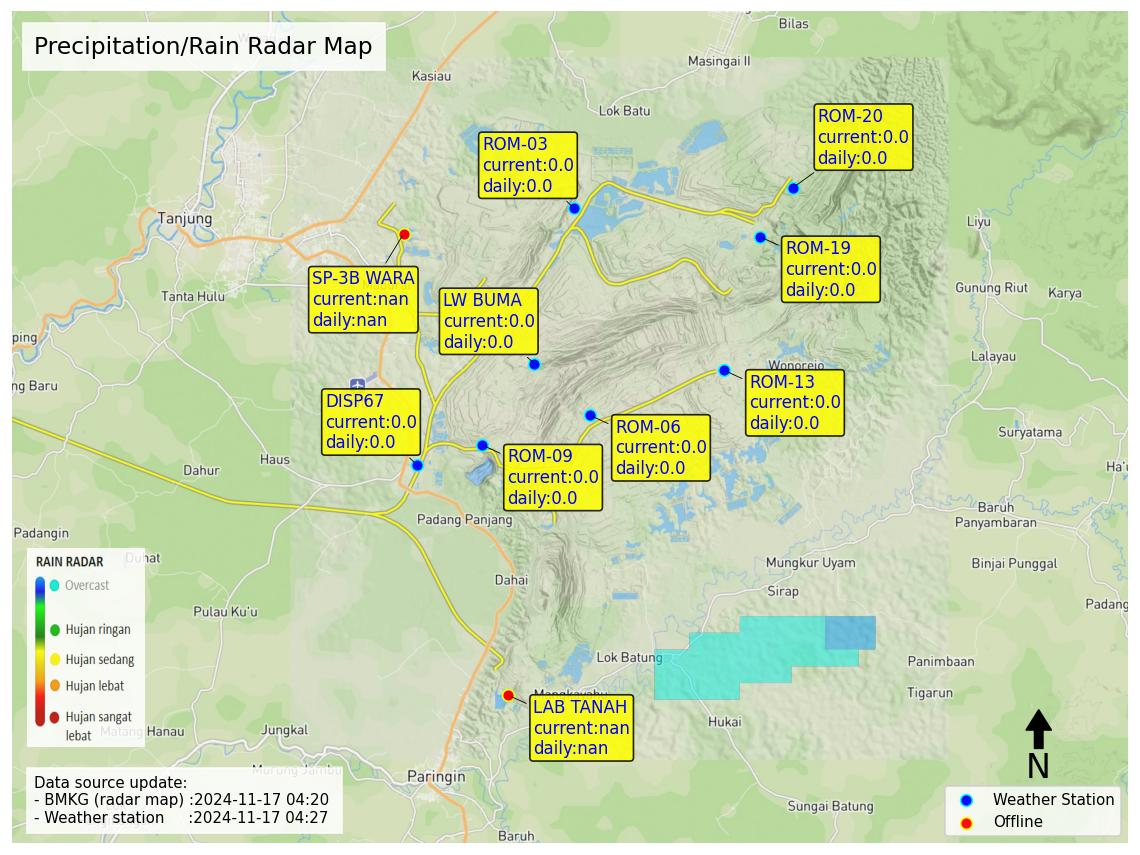 Precipitation/Rain Radar Map
Bilas
Masingai II
Kasiau
Lok Batu
ROM-20
current:0.0
daily:0.0
ROM-03
current:0.0
daily:0.0
Tanjung
Liyu
ROM-19
current:0.0
daily:0.0
SP-3B WARA
current:nan
daily:nan
Tanta Hulu
LW BUMA
current:0.0
daily:0.0
Gunung Riut
Karya
ping
Lalayau
Wonorejo
ng Baru
ROM-13
current:0.0
daily:0.0
DISP67
current:0.0
daily:0.0
ROM-06
current:0.0
daily:0.0
Suryatama
ROM-09
current:0.0
daily:0.0
Haus
Dahur
Ha'u
Baruh
Panyambaran
Padang Panjang
Padangin
Duhat
Mungkur Uyam
Binjai Punggal
Dahai
Sirap
Padang
Pulau Ku'u
RAIN RADAR
Overcast
Hujan ringan
Hujan sedang
Hujan lebat
Hujan sangat
lebat
Lok Batung
Panimbaan
Tigarun
LAB TANAH
current:nan
daily:nan
Hukai
Matang Hanau
Jungkal
Paringin
N
Data source update:
- BMKG (radar map) :2024-11-17 04:20
- Weather station :2024-11-17 04:27
Weather Station
Offline
Sungai Batung
Baruh